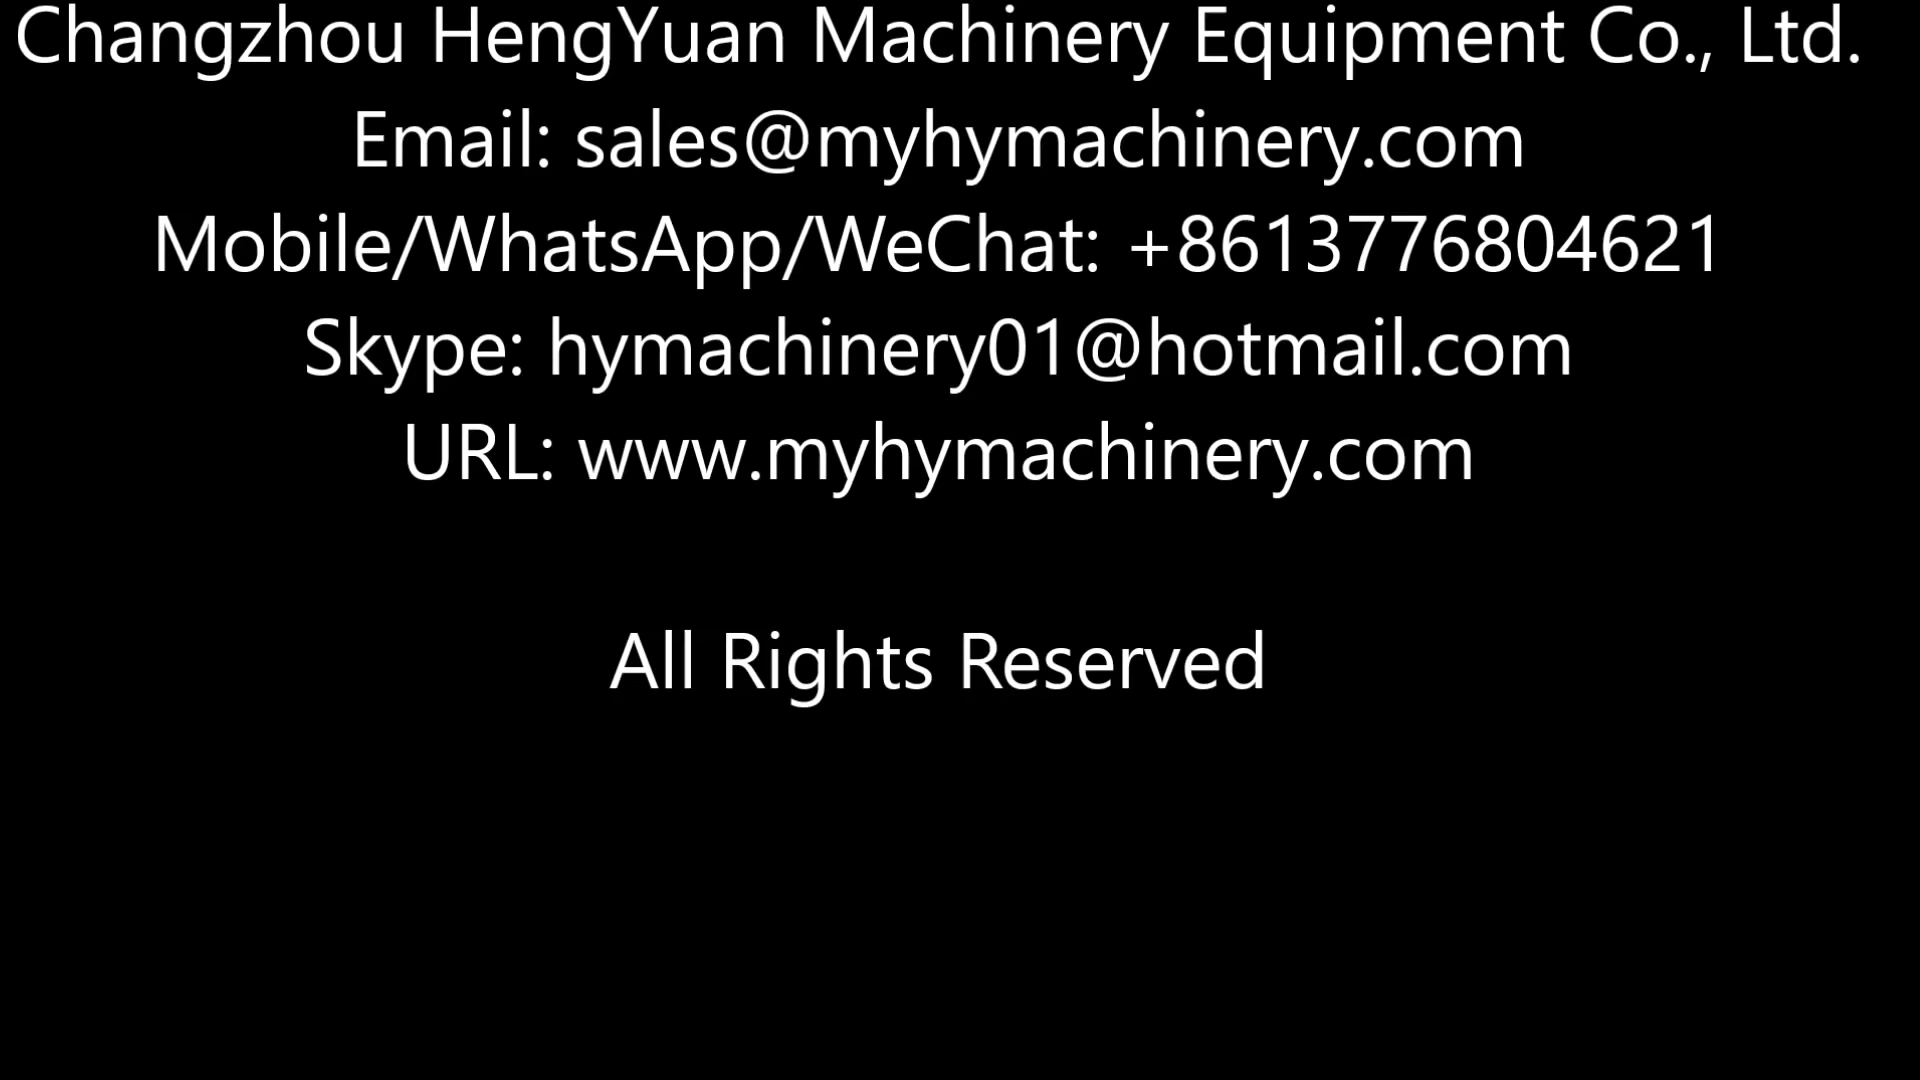 Changzhou HengYuan Machinery Equipment Co., Ltd.
Email: sales@myhymachinery.com
Mobile/WhatsApp/WeChat: +8613776804621
Skype: hymachinery01@hotmail.com
URL: www.myhymachinery.com
All Rights Reserved